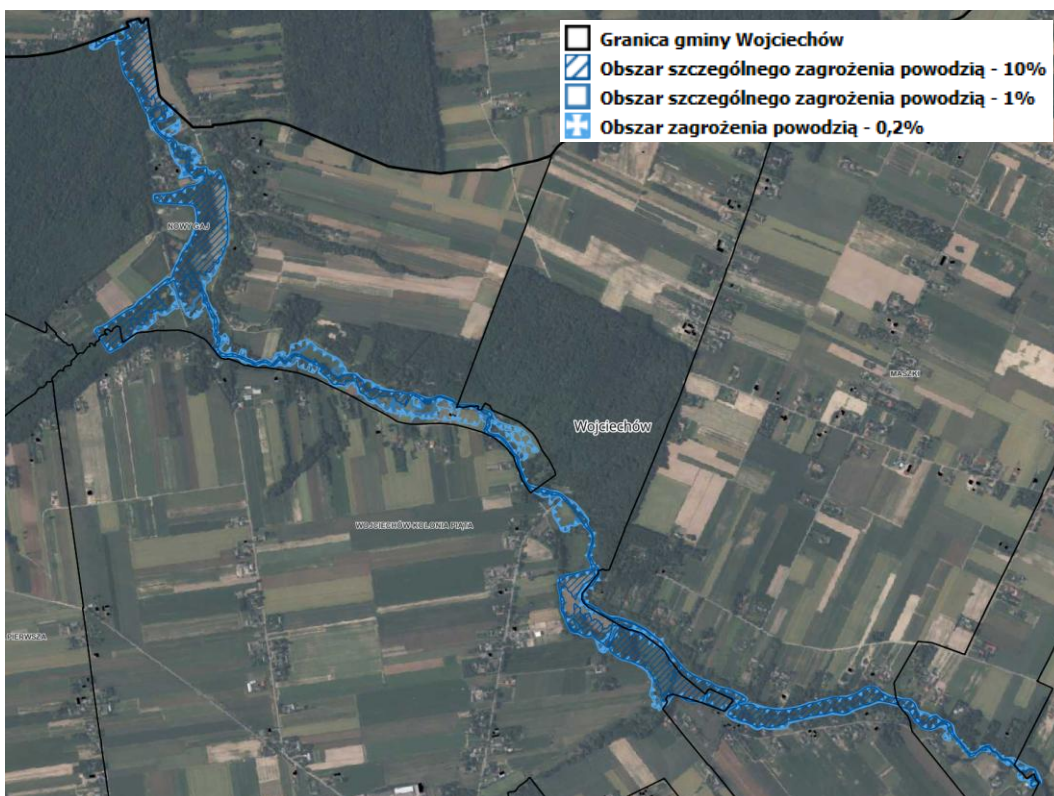 Granica gminy Wojciechów
Obszar szczególnego zagrożenia powodzią - 10%
Obszar szczególnego zagrożenia powodzią - 1%
Obszar zagrożenia powodzią - 0,2%
NOWY GAJ
MASZKI
Wojciechów
WOJCIECHÓW-KOLONIA PIĄTA
PIERWSZA